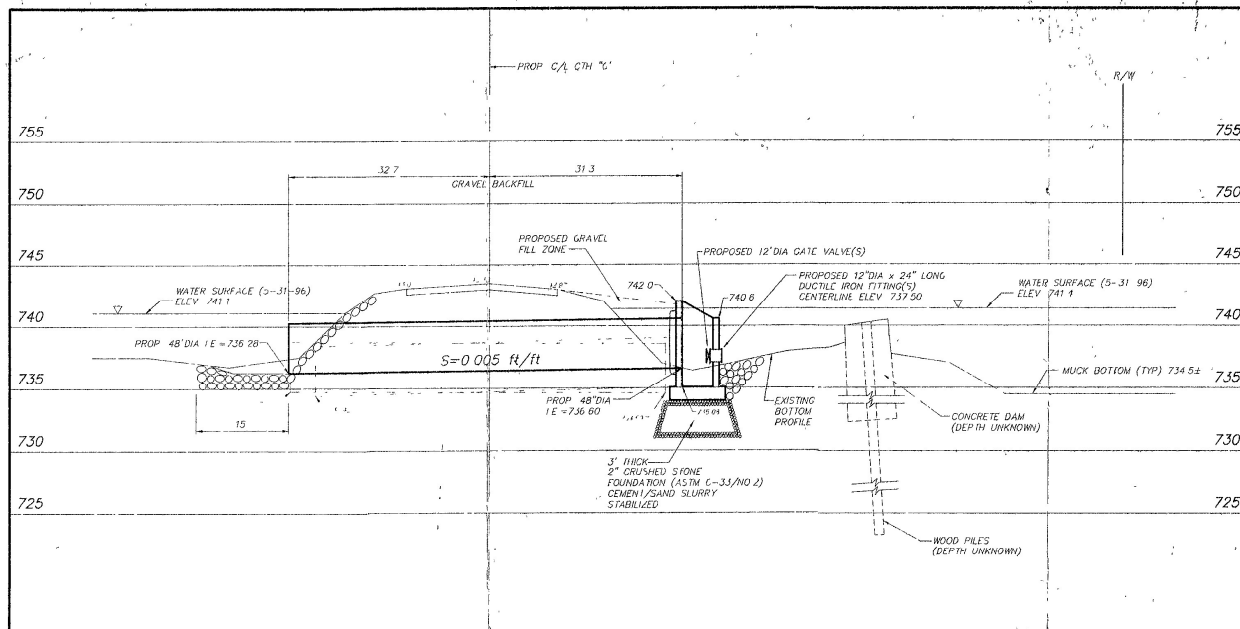 PROP C/L CTH "C"
R/W
755
755
32.7
31.3
GRAVEL BACKFILL
750
750
PROPOSED GRAVEL
FILL ZONE
PROPOSED 12"DIA GATE VALVE(S)
745
745
PROPOSED 12"DIA x 24" LONG
DUCTILE IRON FITTING(S)
CENTERLINE ELEV 737.50
WATER SURFACE (5-31-96)
ELEV 741.1
742.0
740.6
WATER SURFACE (5-31 96)
ELEV 741.4
740
740
PROP 48"DIA I E =736.28
S=0.005 ft/ft
MUCK BOTTOM (TYP) 734.5±
735
735
15
PROP 48"DIA
I E =736.60
EXISTING
BOTTOM
PROFILE
CONCRETE DAM
(DEPTH UNKNOWN)
730
730
3' THICK
2" CRUSHED STONE
FOUNDATION (ASTM C-33/NO 2)
CEMENT/SAND SLURRY
STABILIZED
725
725
WOOD PILES
(DEPTH UNKNOWN)